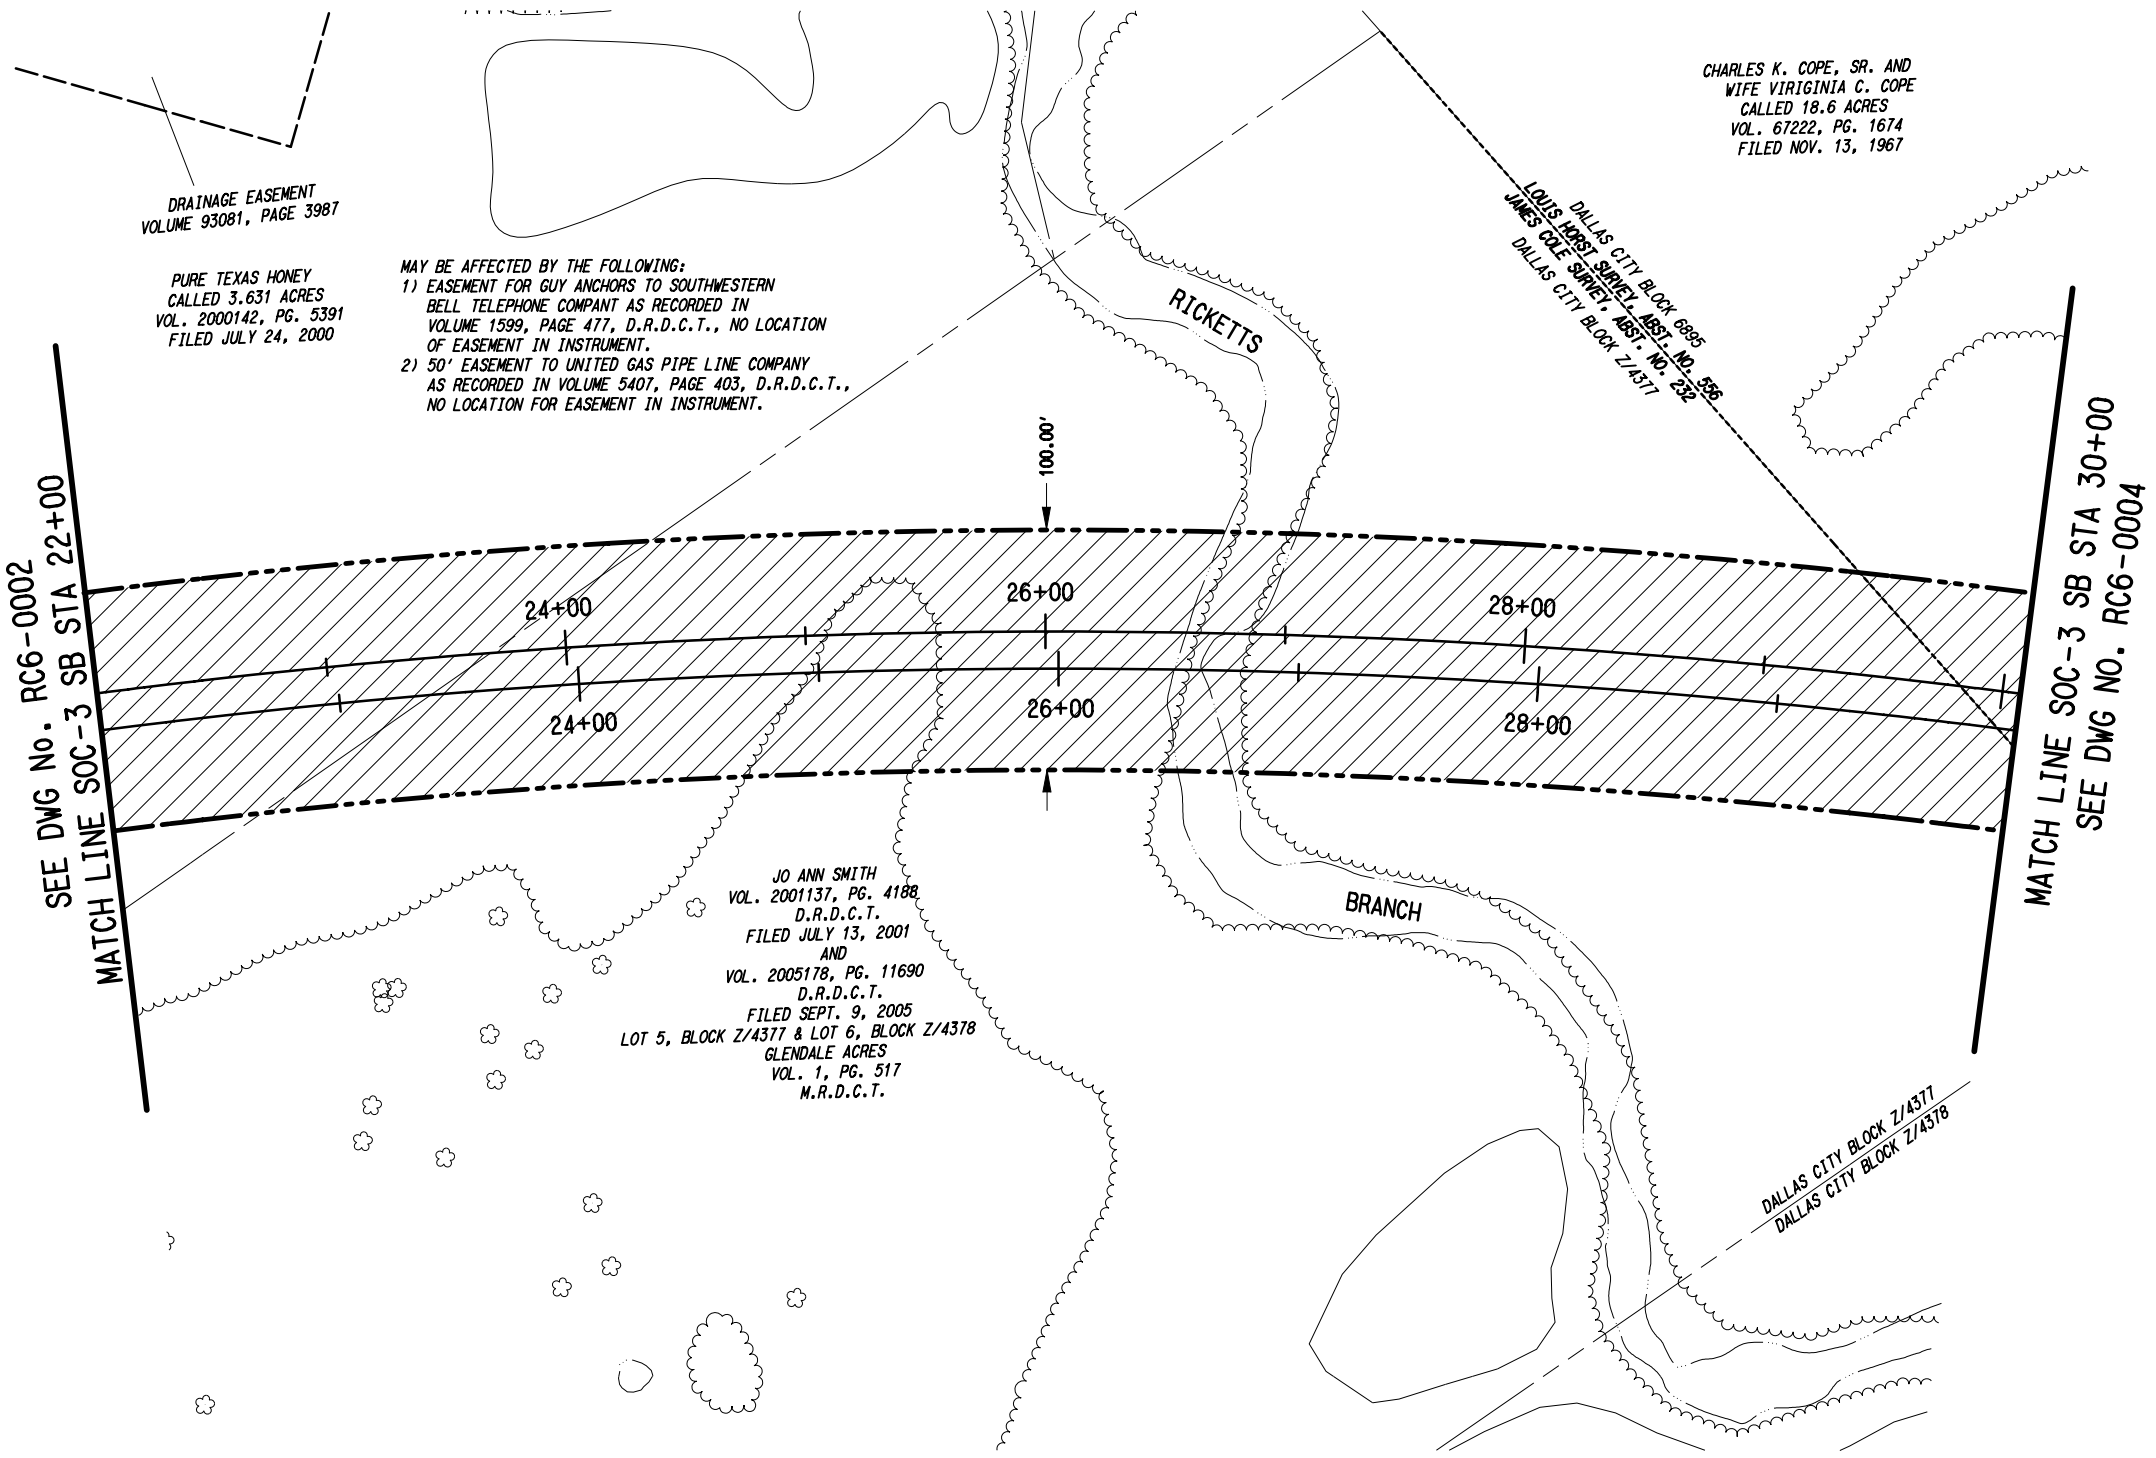 CHARLES K. COPE, SR. AND
WIFE VIRIGINIA C. COPE
CALLED 18.6 ACRES
VOL. 67222, PG. 1674
FILED NOV. 13, 1967
DRAINAGE EASEMENT
VOLUME 93081, PAGE 3987
PURE TEXAS HONEY
CALLED 3.631 ACRES
VOL. 2000142, PG. 5391
FILED JULY 24, 2000
MAY BE AFFECTED BY THE FOLLOWING:
1) EASEMENT FOR GUY ANCHORS TO SOUTHWESTERN
BELL TELEPHONE COMPANT AS RECORDED IN
VOLUME 1599, PAGE 477, D.R.D.C.T., NO LOCATION
OF EASEMENT IN INSTRUMENT.
2) 50' EASEMENT TO UNITED GAS PIPE LINE COMPANY
AS RECORDED IN VOLUME 5407, PAGE 403, D.R.D.C.T.,
NO LOCATION FOR EASEMENT IN INSTRUMENT.
RICKETTS
DALLAS CITY BLOCK 6895
LOUIS HORST SURVEY, ABST. NO. 556
JAMES COLE SURVEY, ABST. NO. 232
DALLAS CITY BLOCK Z/4377
100.00'
SEE DWG No. RC6-0002
MATCH LINE SOC-3 SB STA 22+00
24+00
26+00
28+00
24+00
26+00
28+00
MATCH LINE SOC-3 SB STA 30+00
SEE DWG NO. RC6-0004
JO ANN SMITH
VOL. 2001137, PG. 4188
D.R.D.C.T.
FILED JULY 13, 2001
AND
VOL. 2005178, PG. 11690
D.R.D.C.T.
FILED SEPT. 9, 2005
LOT 5, BLOCK Z/4377 & LOT 6, BLOCK Z/4378
GLENDALE ACRES
VOL. 1, PG. 517
M.R.D.C.T.
BRANCH
DALLAS CITY BLOCK Z/4377
DALLAS CITY BLOCK Z/4378